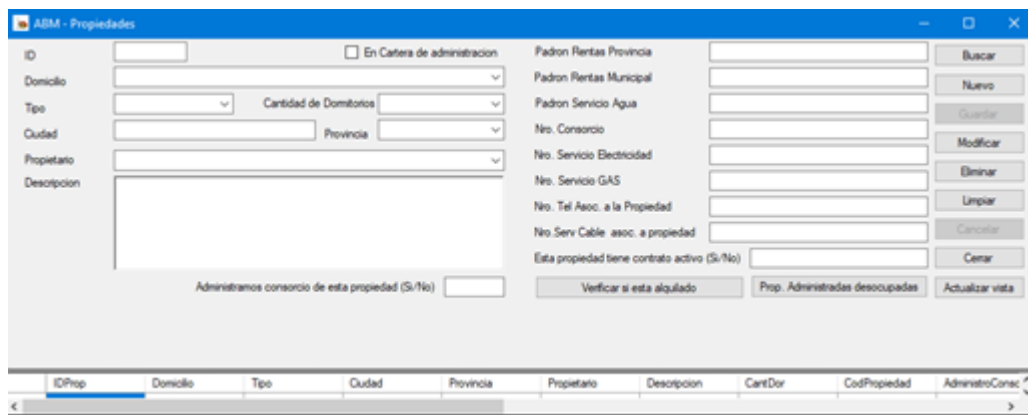 ABM - Propiedades
ID
En Cartera de administracion
Domicilio
Tipo
Cantidad de Dormitorios
Ciudad
Provincia
Propietario
Descripcion
Administramos consorcio de esta propiedad (Si/No)
Padron Rentas Provincia
Padron Rentas Municipal
Padron Servicio Agua
Nro. Consorcio
Nro. Servicio Electricidad
Nro. Servicio GAS
Nro. Tel Asoc. a la Propiedad
Nro.Serv Cable asoc. a propiedad
Esta propiedad tiene contrato activo (Si/No)
Verificar si esta alquilado
Prop. Administradas desocupadas
Buscar
Nuevo
Guardar
Modificar
Eliminar
Limpiar
Cancelar
Cerrar
Actualizar vista
IDProp Domicilio Tipo Ciudad Provincia Propietario Descripcion CantDor CodPropiedad AdministroConsc